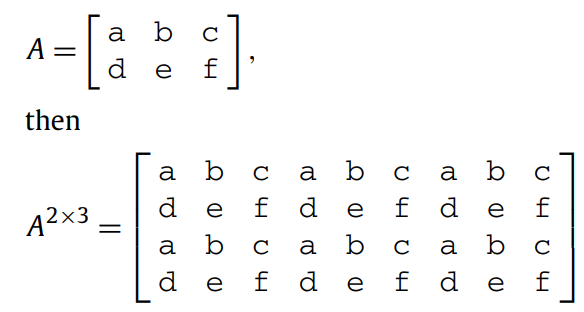 A = [ a b c
d e f ],
then
A^{2×3} = [ a b c a b c a b c
d e f d e f d e f
a b c a b c a b c
d e f d e f d e f ]